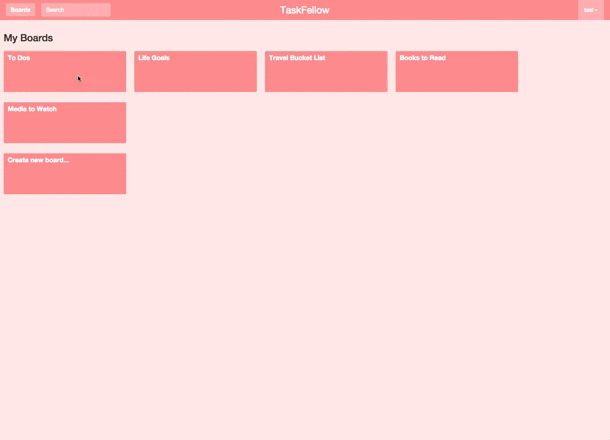 Boards Search TaskFellow test
My Boards
To Dos Life Goals Travel Bucket List Books to Read
Media to Watch
Create new board...